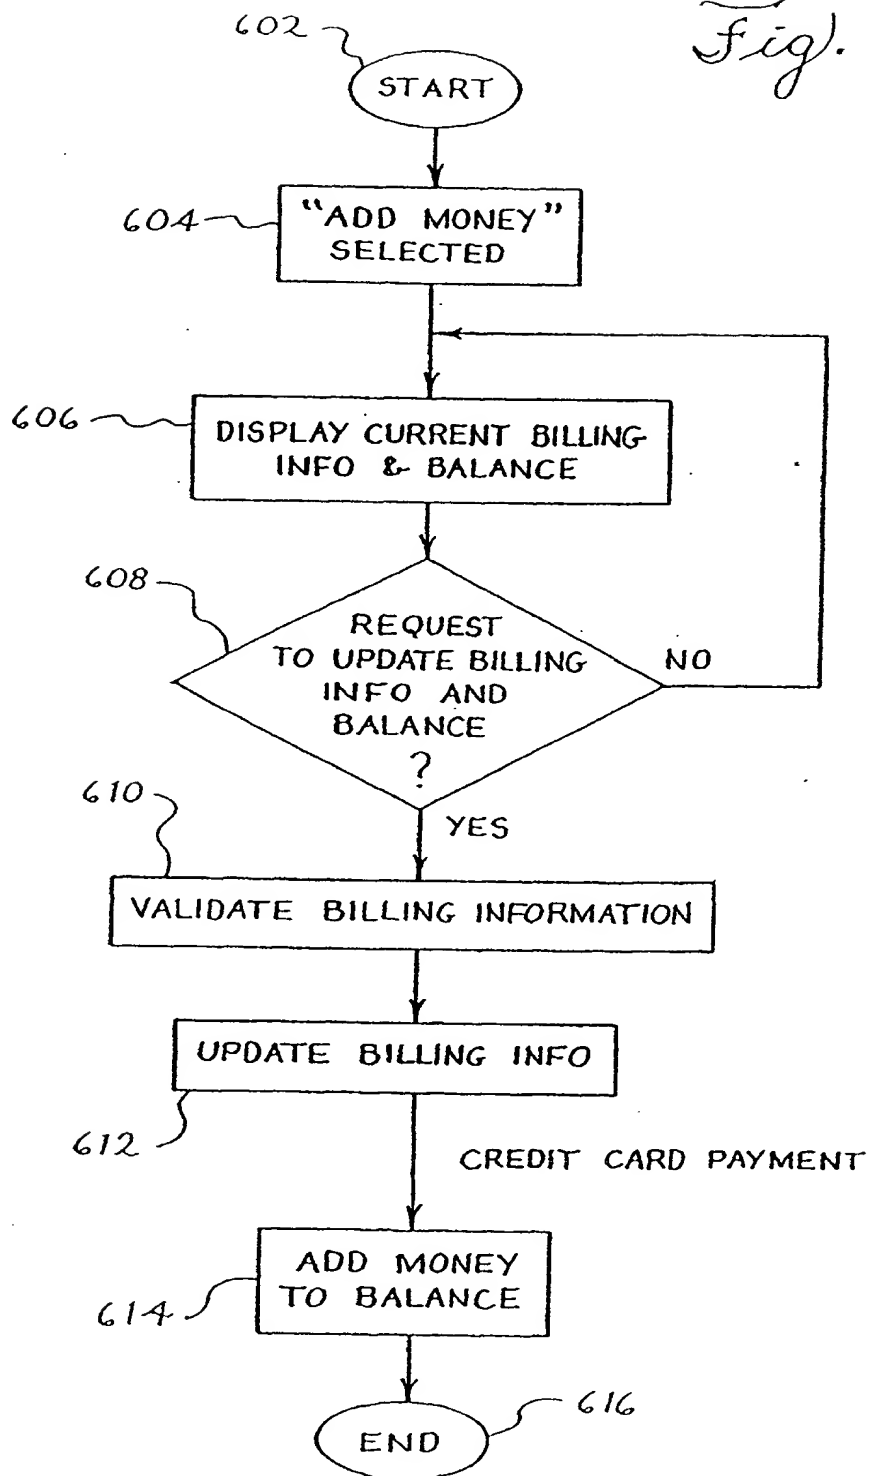 Fig.
602
START
604
"ADD MONEY"
SELECTED
606
DISPLAY CURRENT BILLING
INFO & BALANCE
608
REQUEST
TO UPDATE BILLING
INFO AND
BALANCE
?
NO
YES
610
VALIDATE BILLING INFORMATION
UPDATE BILLING INFO
612
CREDIT CARD PAYMENT
ADD MONEY
TO BALANCE
614
END
616